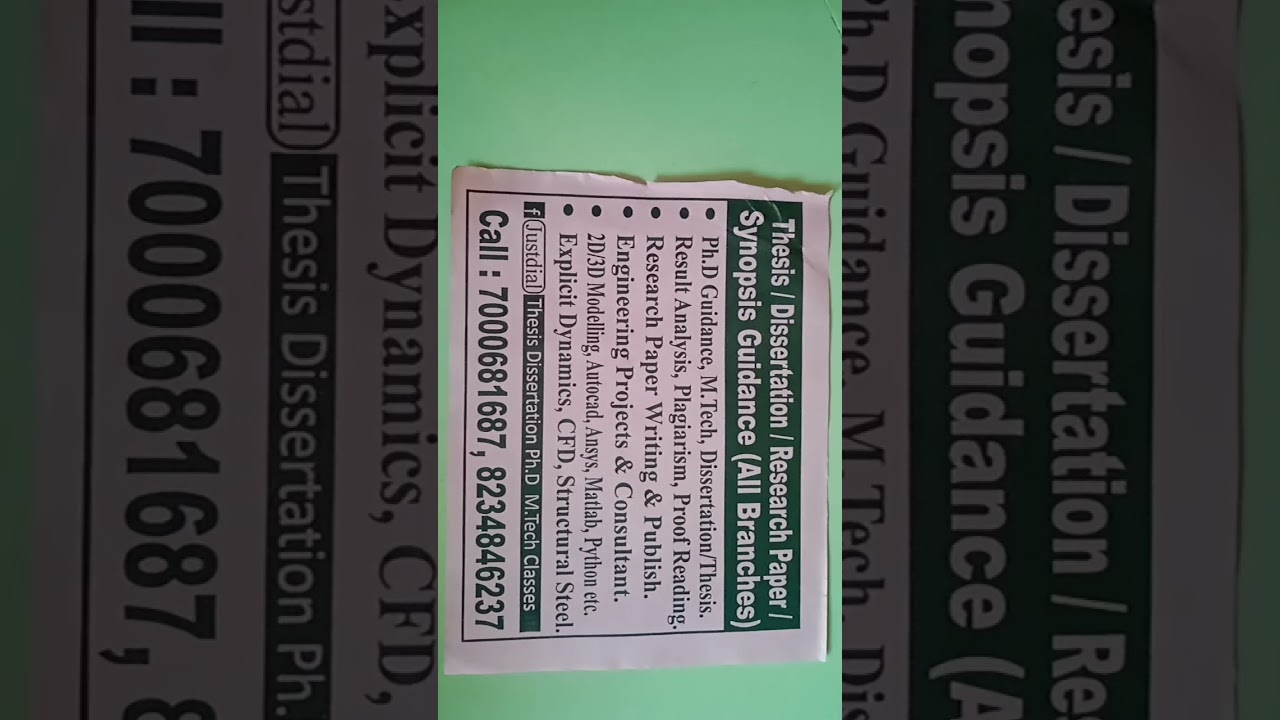 Thesis / Dissertation / Research Paper /
Synopsis Guidance (All Branches)
• Ph.D Guidance, M.Tech, Dissertation/Thesis.
• Result Analysis, Plagiarism, Proof Reading.
• Research Paper Writing & Publish.
• Engineering Projects & Consultant.
• 2D/3D Modelling, Autocad, Ansys, Matlab, Python etc.
• Explicit Dynamics, CFD, Structural Steel.
f Justdial Thesis Dissertation Ph.D M.Tech Classes
Call : 7000681687, 8234846237